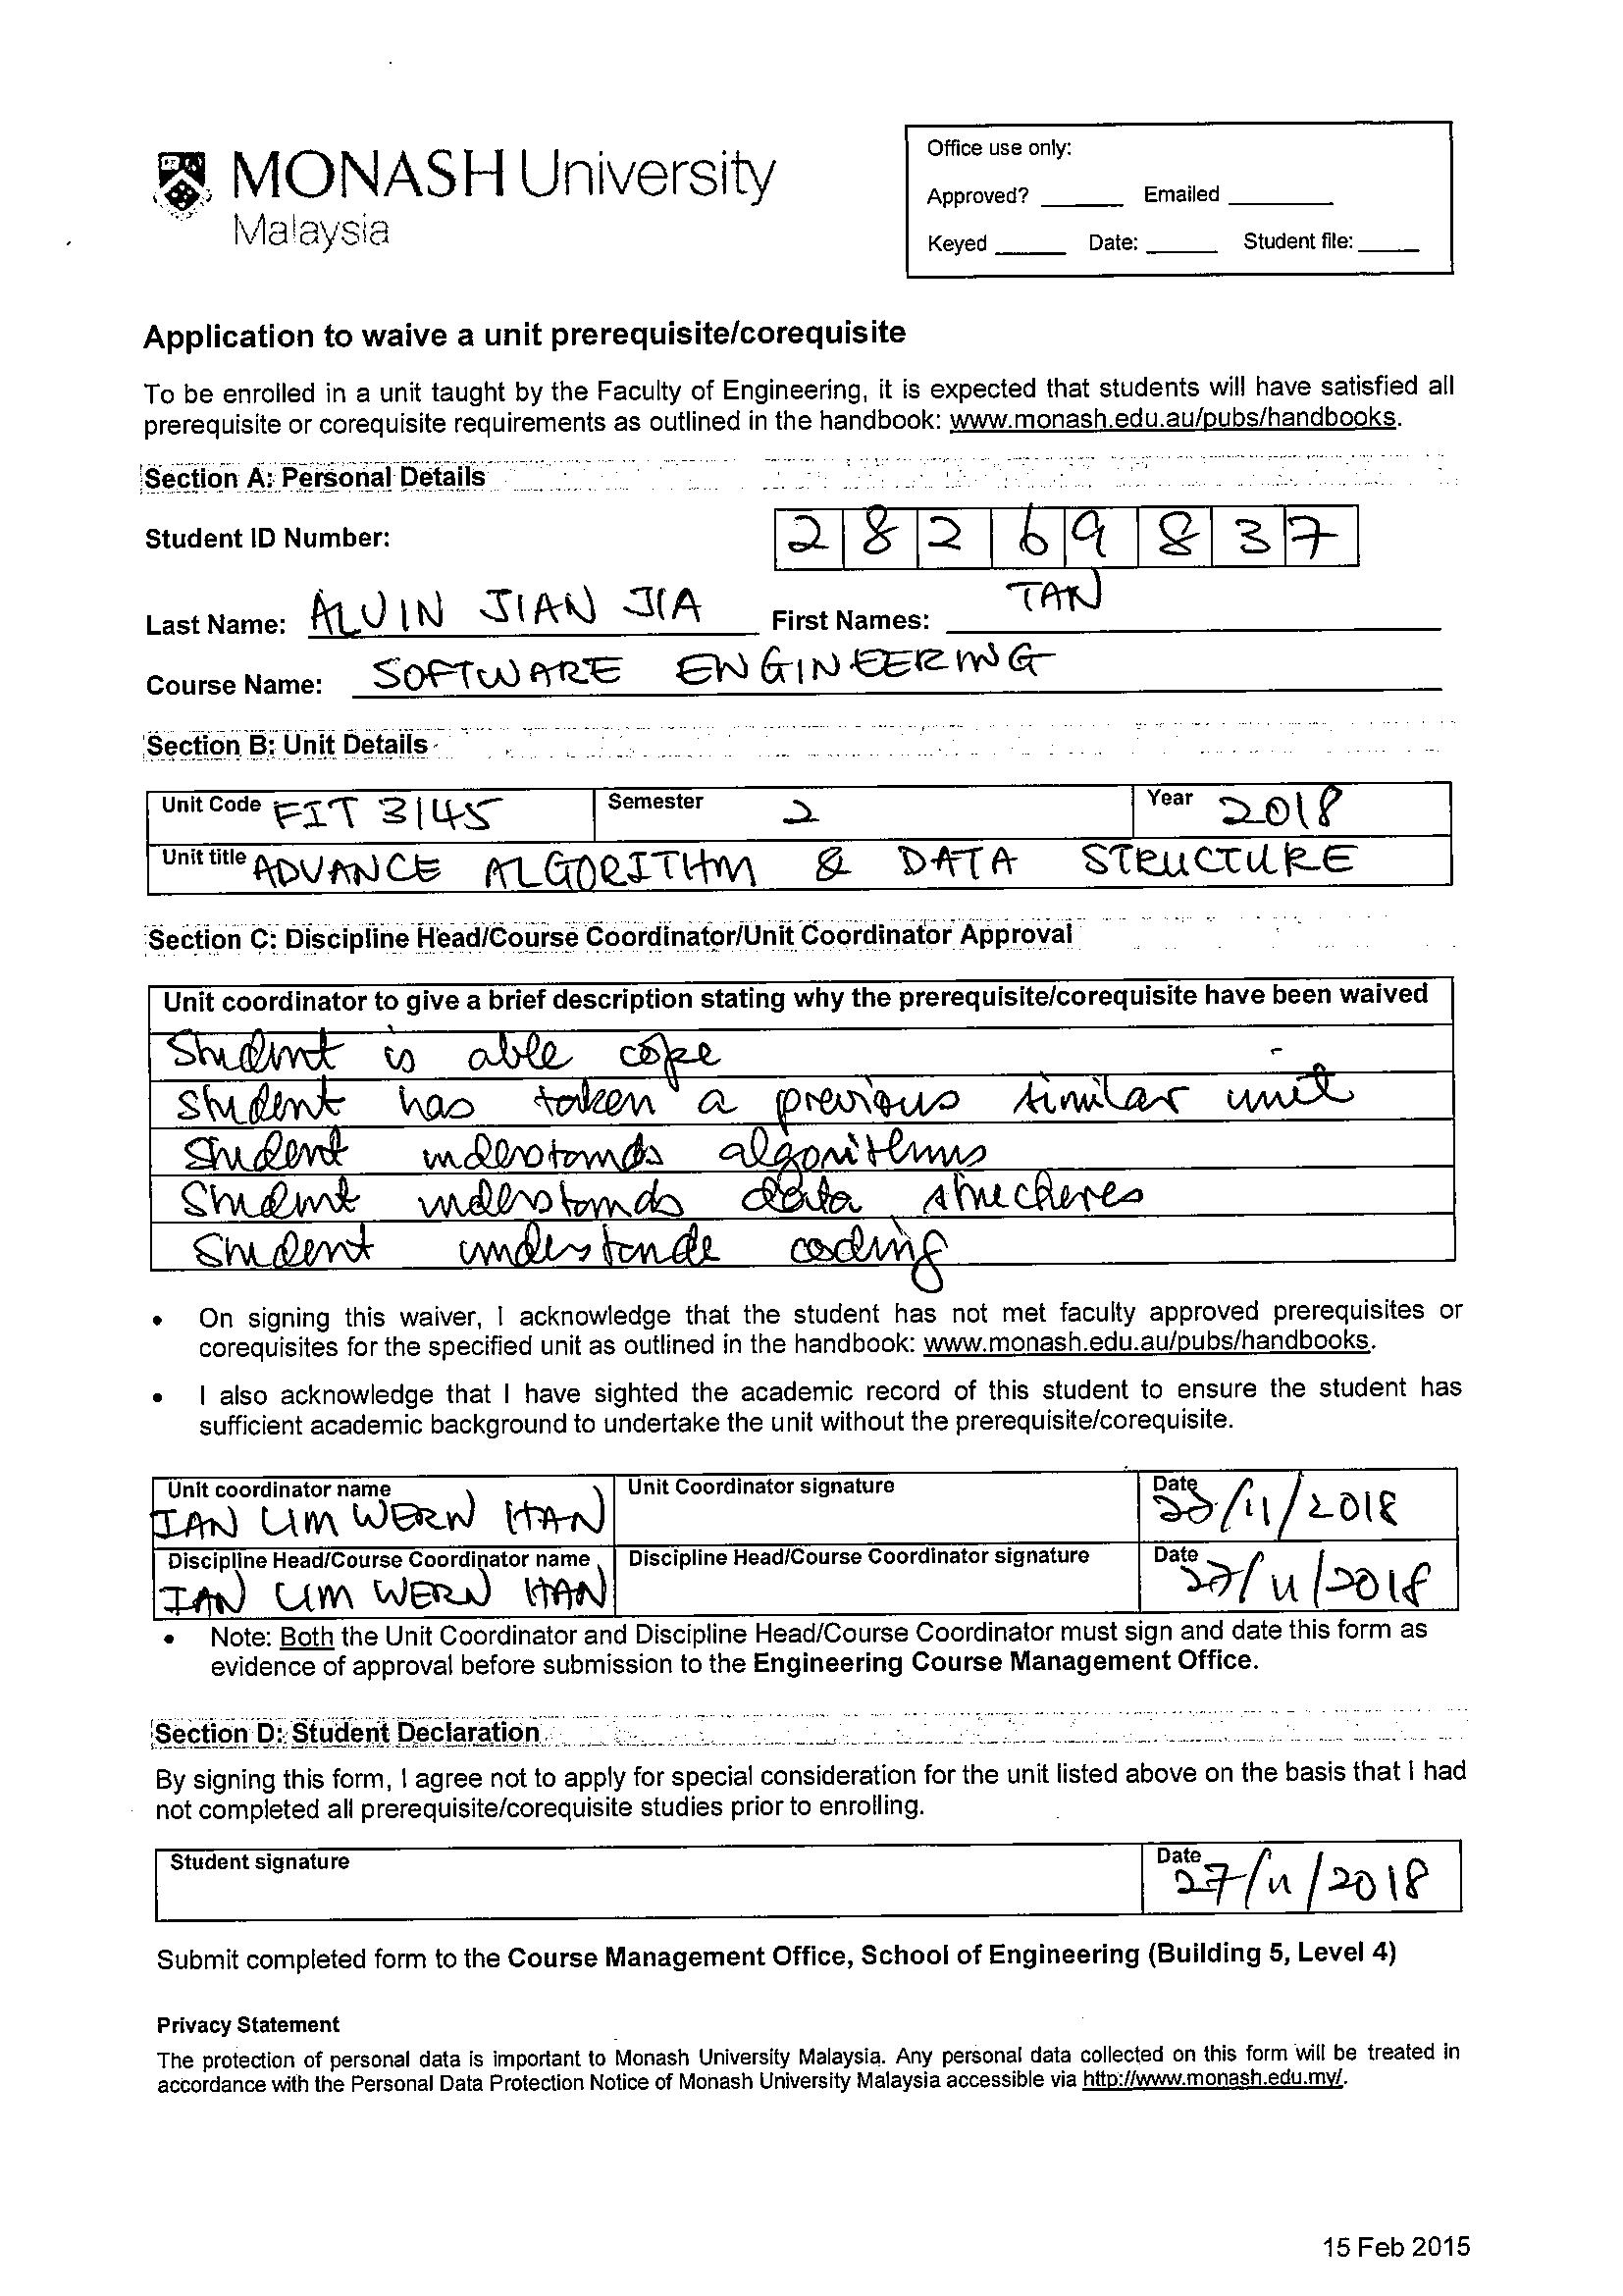 MONASH University
Malaysia
Office use only:
Approved? ______ Emailed ________
Keyed _____ Date: _____ Student file: ____
Application to waive a unit prerequisite/corequisite
To be enrolled in a unit taught by the Faculty of Engineering, it is expected that students will have satisfied all
prerequisite or corequisite requirements as outlined in the handbook: www.monash.edu.au/pubs/handbooks.
Section A: Personal Details
Student ID Number: 2 8 2 6 9 8 3 7
Last Name: ALVIN JIAN JIA First Names: TAN
Course Name: SOFTWARE ENGINEERING
Section B: Unit Details
Unit Code FIT 3145 Semester 2 Year 2018
Unit title ADVANCE ALGORITHM & DATA STRUCTURE
Section C: Discipline Head/Course Coordinator/Unit Coordinator Approval
Unit coordinator to give a brief description stating why the prerequisite/corequisite have been waived
Student is able cope
student has taken a previous similar unit
Student understands algorithms
Student understands data structures
Student understands coding
• On signing this waiver, I acknowledge that the student has not met faculty approved prerequisites or
corequisites for the specified unit as outlined in the handbook: www.monash.edu.au/pubs/handbooks.
• I also acknowledge that I have sighted the academic record of this student to ensure the student has
sufficient academic background to undertake the unit without the prerequisite/corequisite.
Unit coordinator name Unit Coordinator signature Date
IAN LIM WERN HAN /11/2018
Discipline Head/Course Coordinator name Discipline Head/Course Coordinator signature Date
IAN LIM WERN HAN 27/11/2018
• Note: Both the Unit Coordinator and Discipline Head/Course Coordinator must sign and date this form as
evidence of approval before submission to the Engineering Course Management Office.
Section D: Student Declaration
By signing this form, I agree not to apply for special consideration for the unit listed above on the basis that I had
not completed all prerequisite/corequisite studies prior to enrolling.
Student signature Date 27/11/2018
Submit completed form to the Course Management Office, School of Engineering (Building 5, Level 4)
Privacy Statement
The protection of personal data is important to Monash University Malaysia. Any personal data collected on this form will be treated in
accordance with the Personal Data Protection Notice of Monash University Malaysia accessible via http://www.monash.edu.my/.
15 Feb 2015